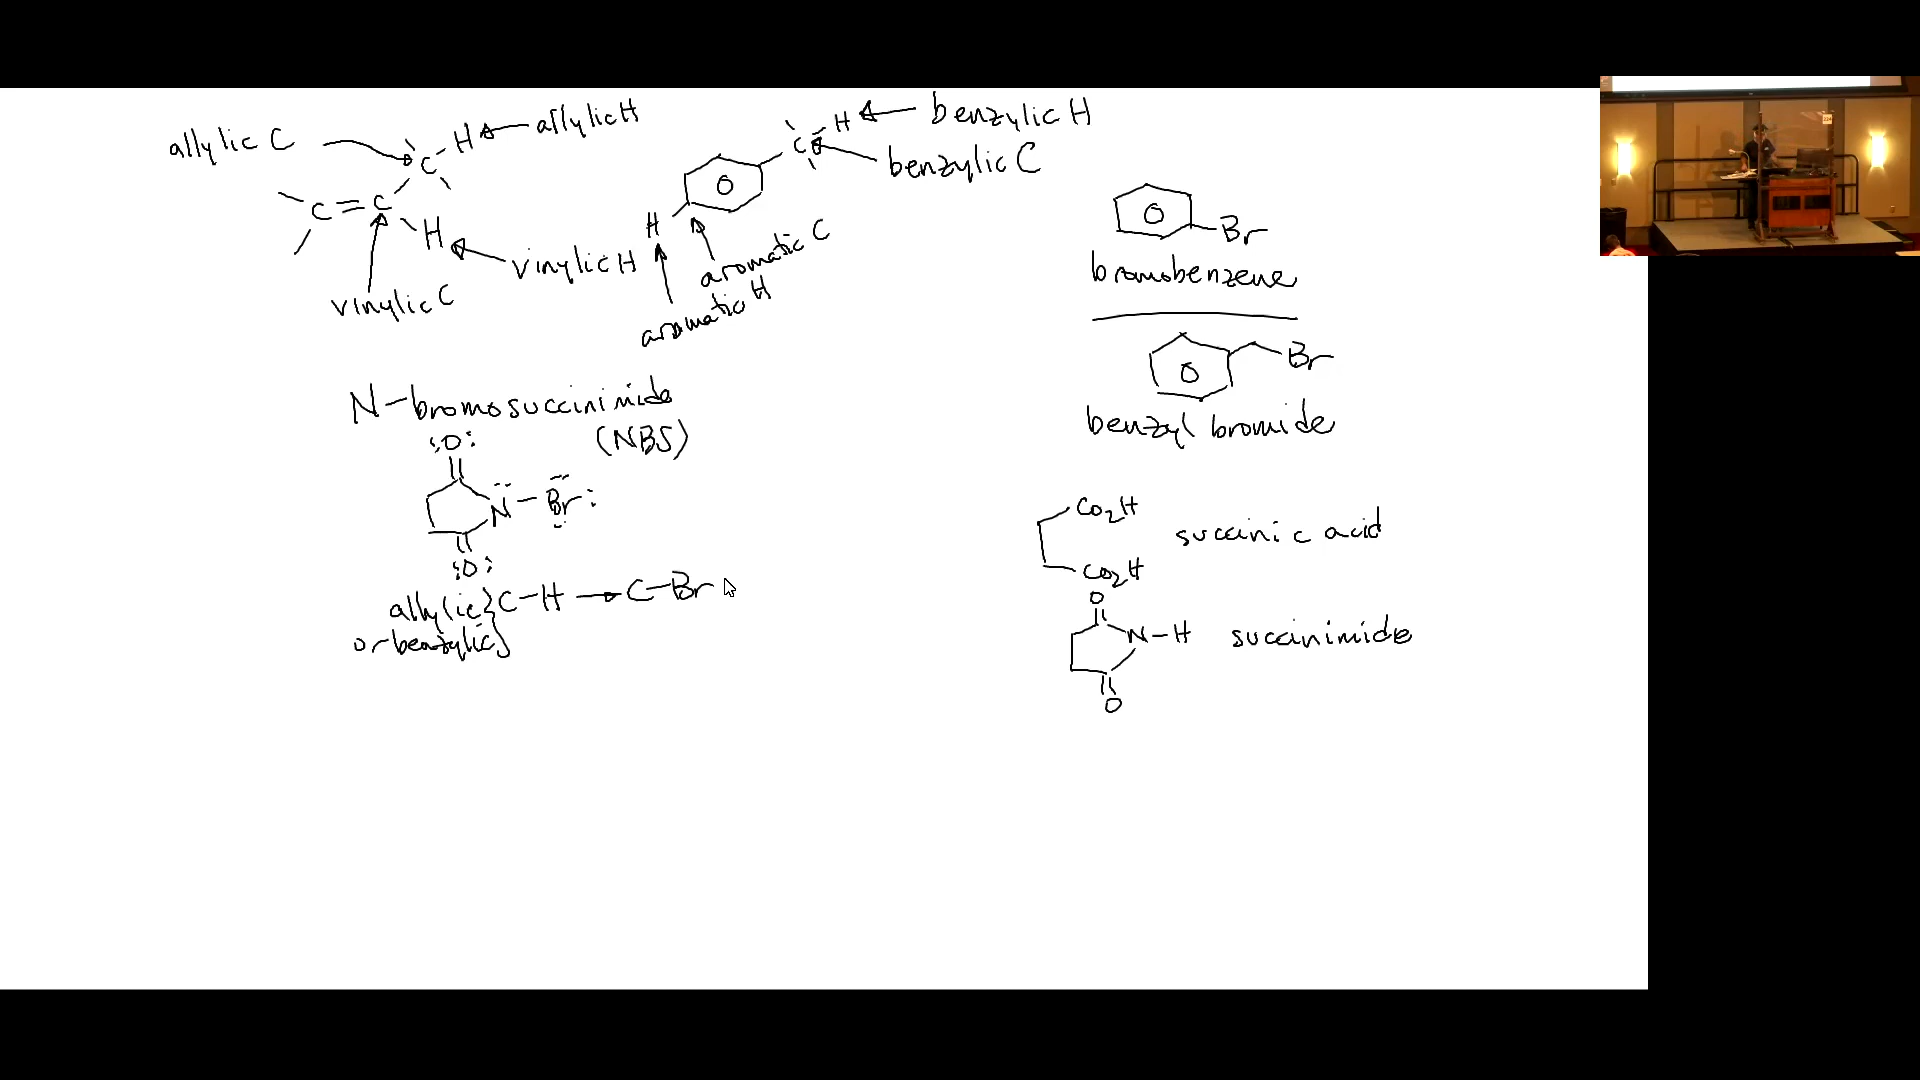 allylic C
H
allylic H
C
C=C
H
vinylic H
vinylic C
H
benzylic H
C
benzylic C
H
aromatic C
aromatic H
Br
bromobenzene
Br
benzyl bromide
N-bromosuccinimide
(NBS)
:O:
N-Br:
:O:
allylic } C-H → C-Br
or benzylic
CO2H
succinic acid
CO2H
O
N-H
succinimide
O